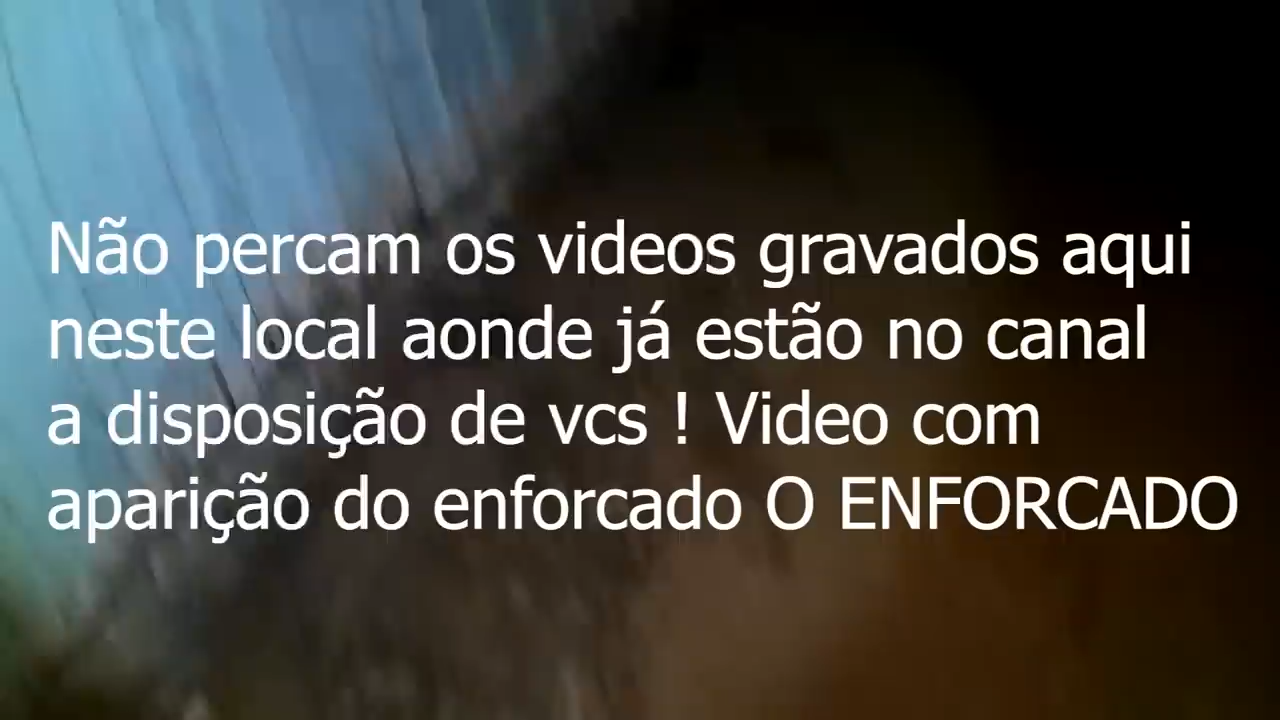 Não percam os videos gravados aqui
neste local aonde já estão no canal
a disposição de vcs ! Video com
aparição do enforcado O ENFORCADO